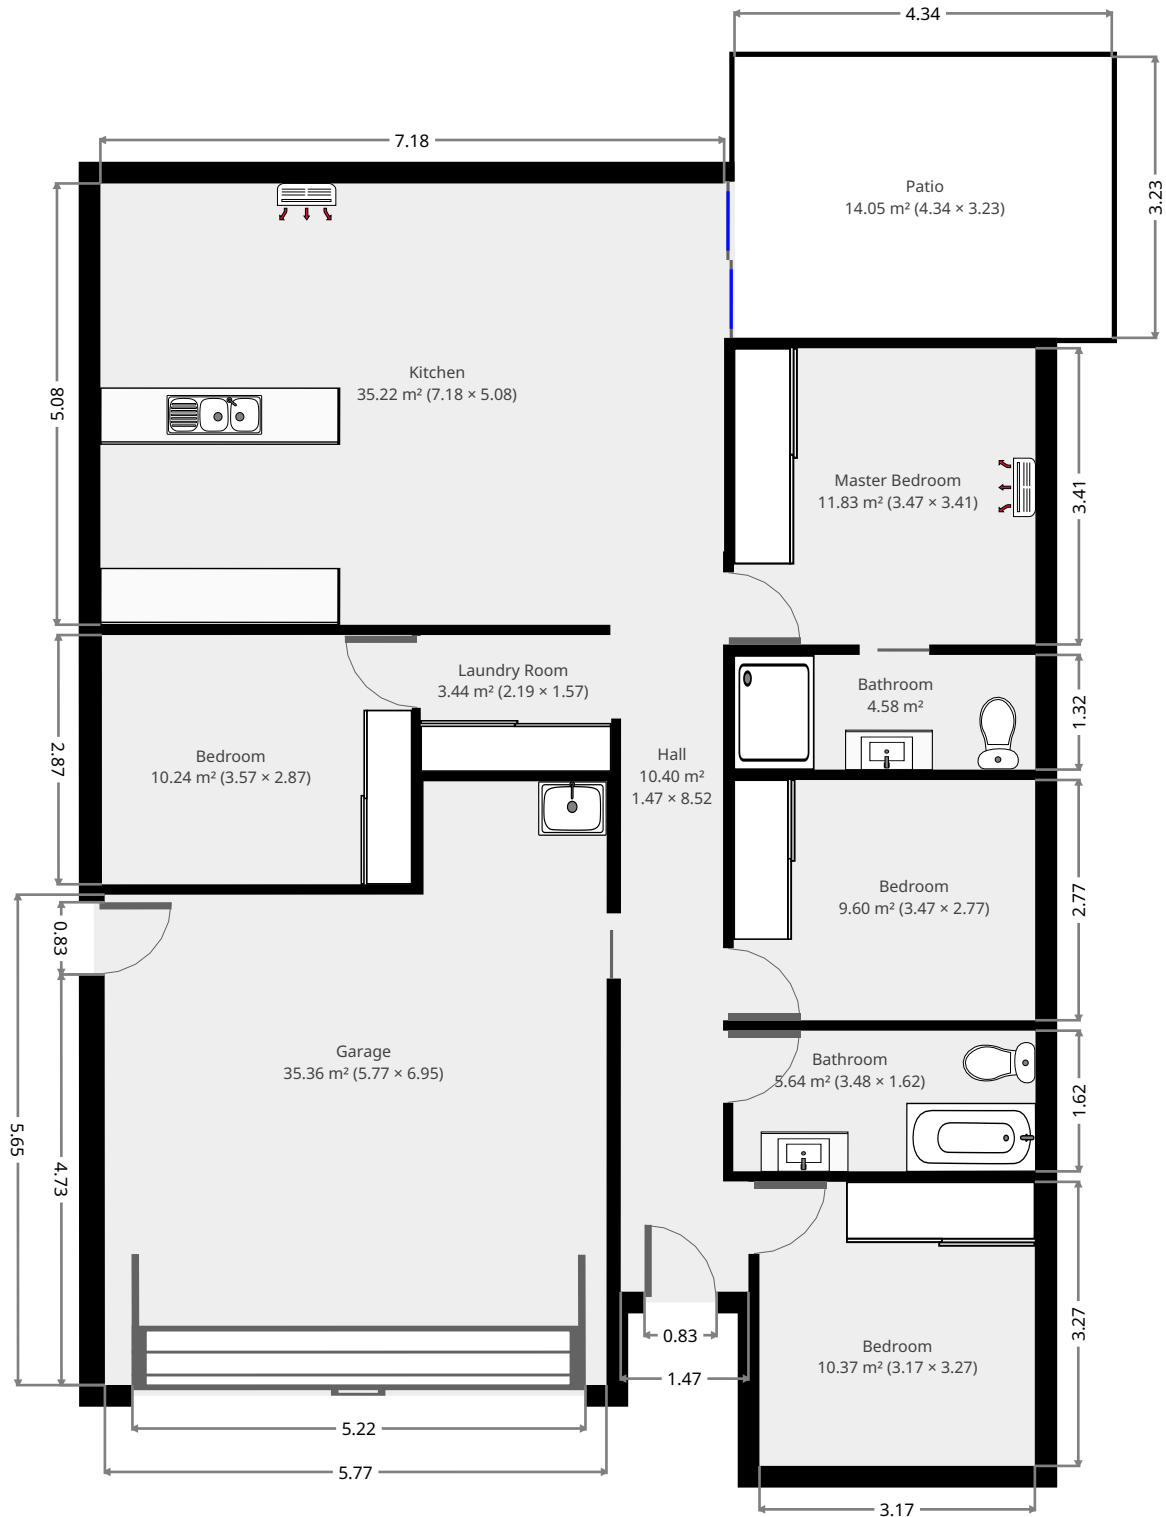 4.34
7.18
Patio
14.05 m² (4.34 × 3.23)
3.23
5.08
Kitchen
35.22 m² (7.18 × 5.08)
Master Bedroom
11.83 m² (3.47 × 3.41)
3.41
Laundry Room
3.44 m² (2.19 × 1.57)
Bathroom
4.58 m²
1.32
2.87
Bedroom
10.24 m² (3.57 × 2.87)
Hall
10.40 m²
1.47 × 8.52
Bedroom
9.60 m² (3.47 × 2.77)
2.77
0.83
Garage
35.36 m² (5.77 × 6.95)
Bathroom
5.64 m² (3.48 × 1.62)
1.62
5.65
4.73
0.83
1.47
Bedroom
10.37 m² (3.17 × 3.27)
3.27
5.22
5.77
3.17